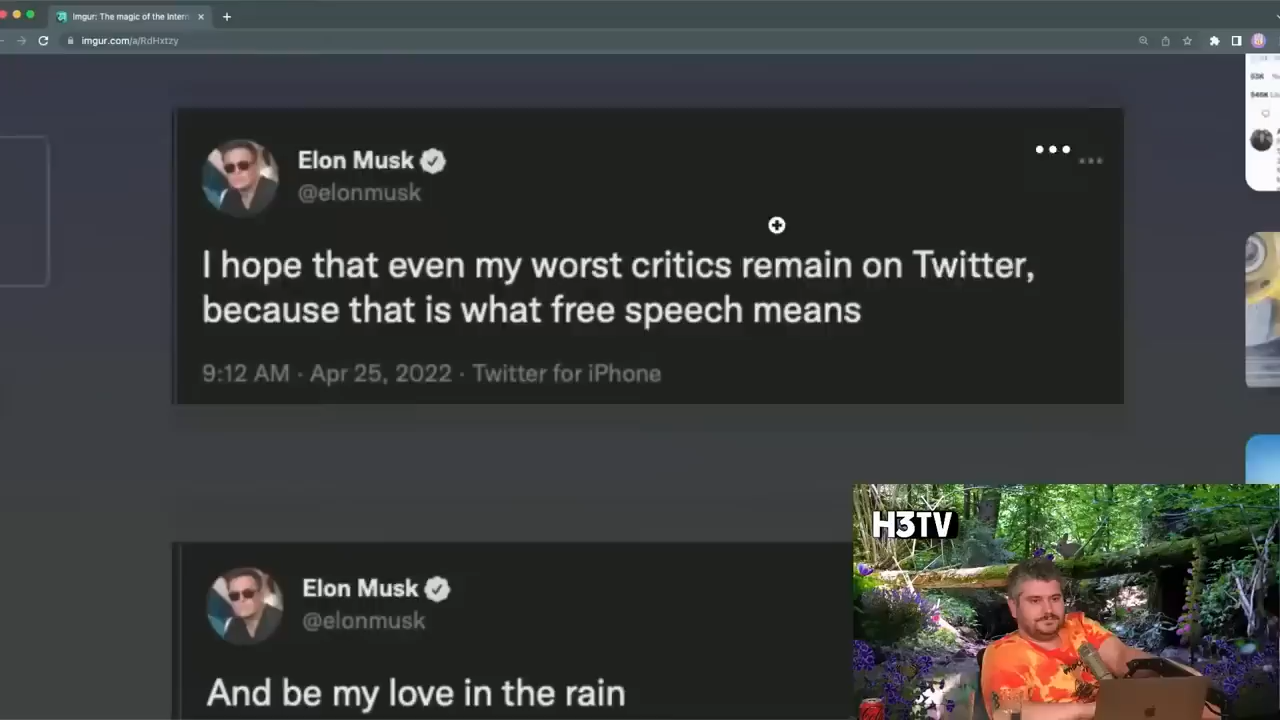 Imgur: The magic of the Intern
imgur.com/a/RdHxtzy
Elon Musk
@elonmusk
I hope that even my worst critics remain on Twitter,
because that is what free speech means
9:12 AM · Apr 25, 2022 · Twitter for iPhone
Elon Musk
@elonmusk
And be my love in the rain
H3TV